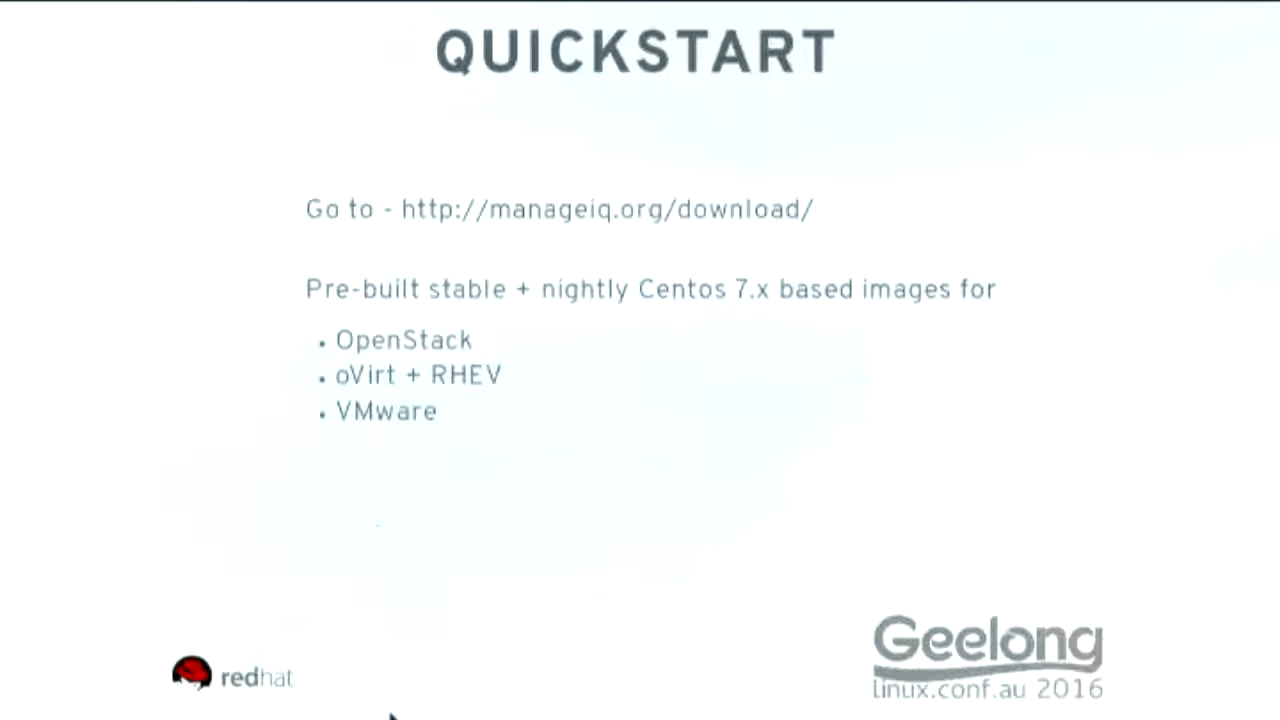 QUICKSTART
Go to - http://manageiq.org/download/
Pre-built stable + nightly Centos 7.x based images for
• OpenStack
• oVirt + RHEV
• VMware
redhat
Geelong
linux.conf.au 2016